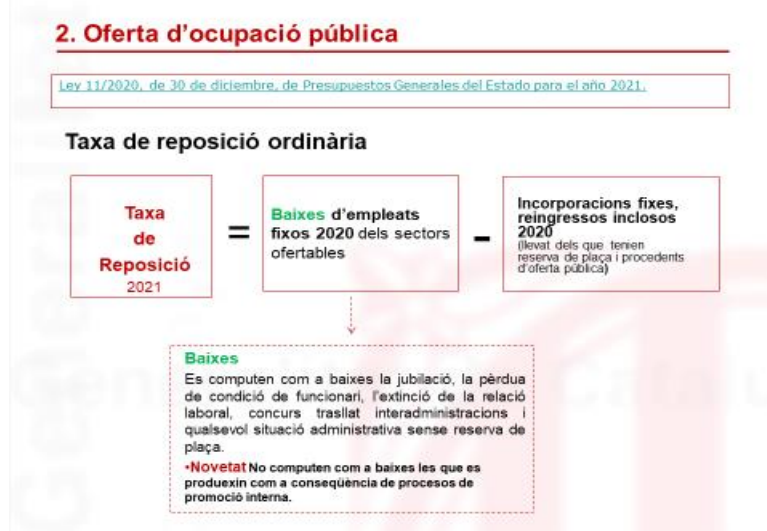 2. Oferta d'ocupació pública
Ley 11/2020, de 30 de diciembre, de Presupuestos Generales del Estado para el año 2021.
Taxa de reposició ordinària
Taxa
de
Reposició
2021
=
Baixes d'empleats
fixos 2020 dels sectors
ofertables
-
Incorporacions fixes,
reingressos inclosos
2020
(llevat dels que tenien
reserva de plaça i procedents
d'oferta pública)
Baixes
Es computen com a baixes la jubilació, la pèrdua
de condició de funcionari, l'extinció de la relació
laboral, concurs trasllat interadministracions i
qualsevol situació administrativa sense reserva de
plaça.
•Novetat No computen com a baixes les que es
produexin com a conseqüència de procesos de
promoció interna.